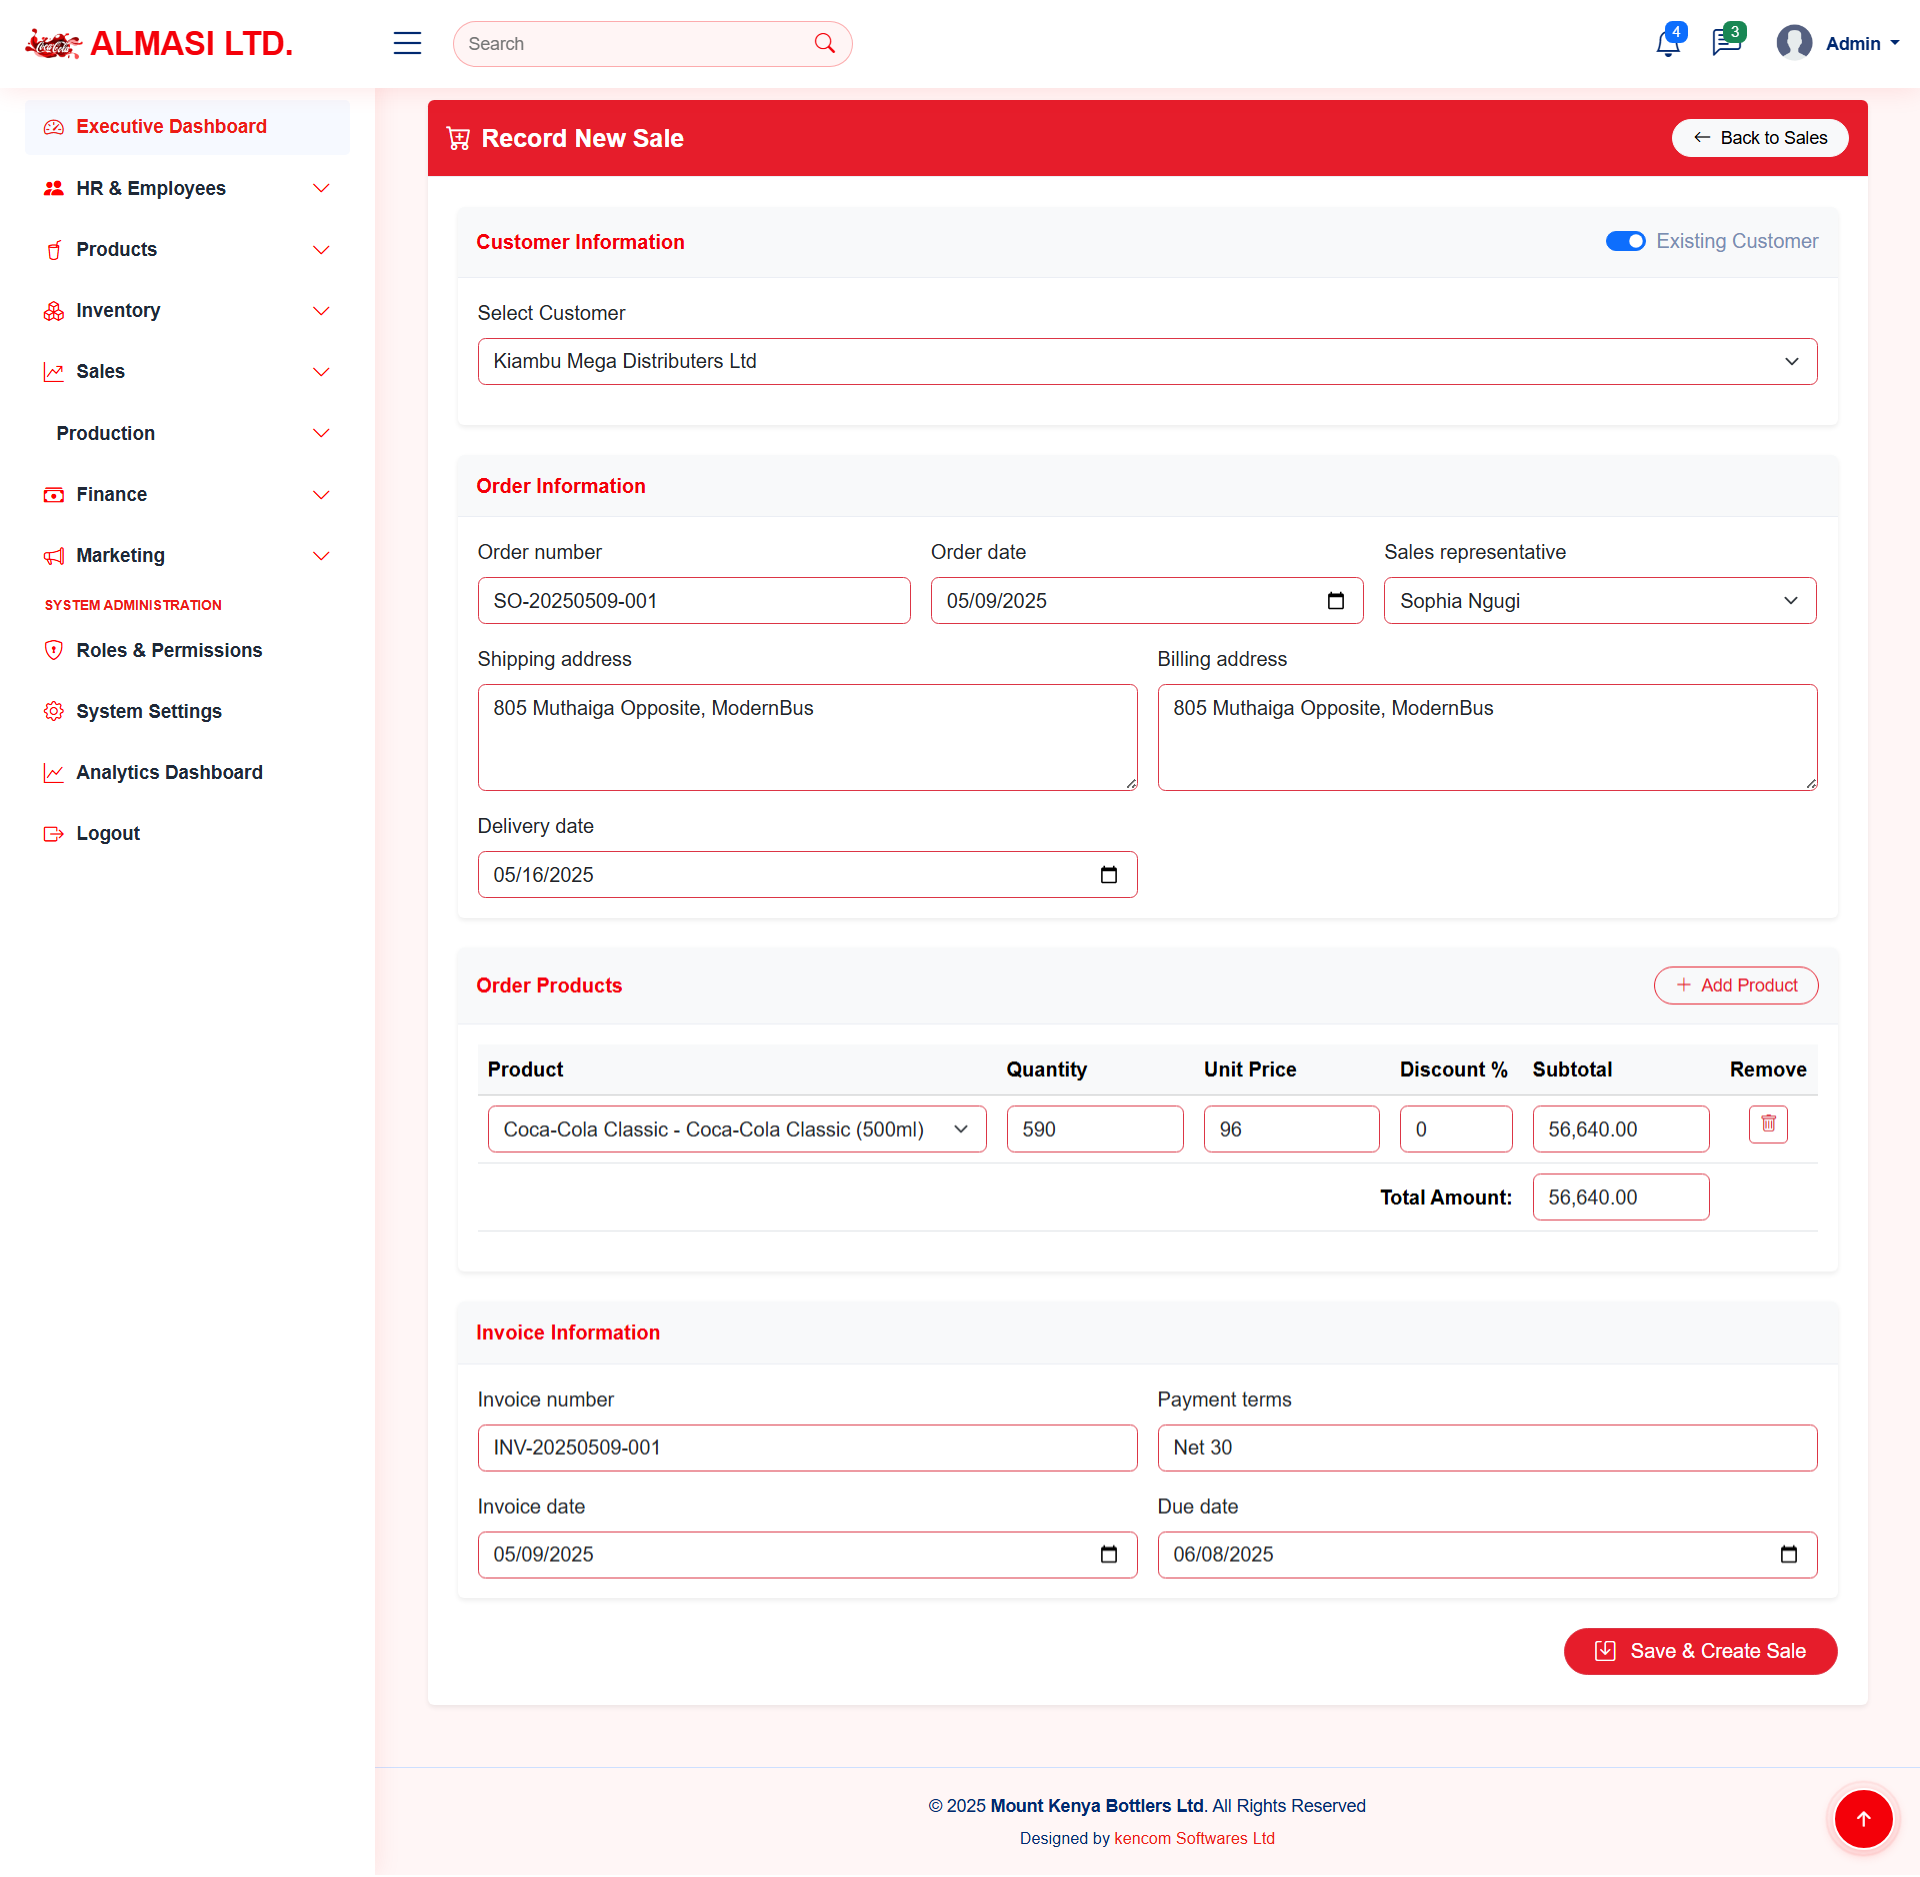 Coca-Cola ALMASI LTD.
Search
4
3
Admin
Executive Dashboard
HR & Employees
Products
Inventory
Sales
Production
Finance
Marketing
SYSTEM ADMINISTRATION
Roles & Permissions
System Settings
Analytics Dashboard
Logout
Record New Sale
Back to Sales
Customer Information
Existing Customer
Select Customer
Kiambu Mega Distributers Ltd
Order Information
Order number Order date Sales representative
SO-20250509-001 05/09/2025 Sophia Ngugi
Shipping address Billing address
805 Muthaiga Opposite, ModernBus 805 Muthaiga Opposite, ModernBus
Delivery date
05/16/2025
Order Products
+ Add Product
Product Quantity Unit Price Discount % Subtotal Remove
Coca-Cola Classic - Coca-Cola Classic (500ml) 590 96 0 56,640.00
Total Amount: 56,640.00
Invoice Information
Invoice number Payment terms
INV-20250509-001 Net 30
Invoice date Due date
05/09/2025 06/08/2025
Save & Create Sale
© 2025 Mount Kenya Bottlers Ltd. All Rights Reserved
Designed by kencom Softwares Ltd